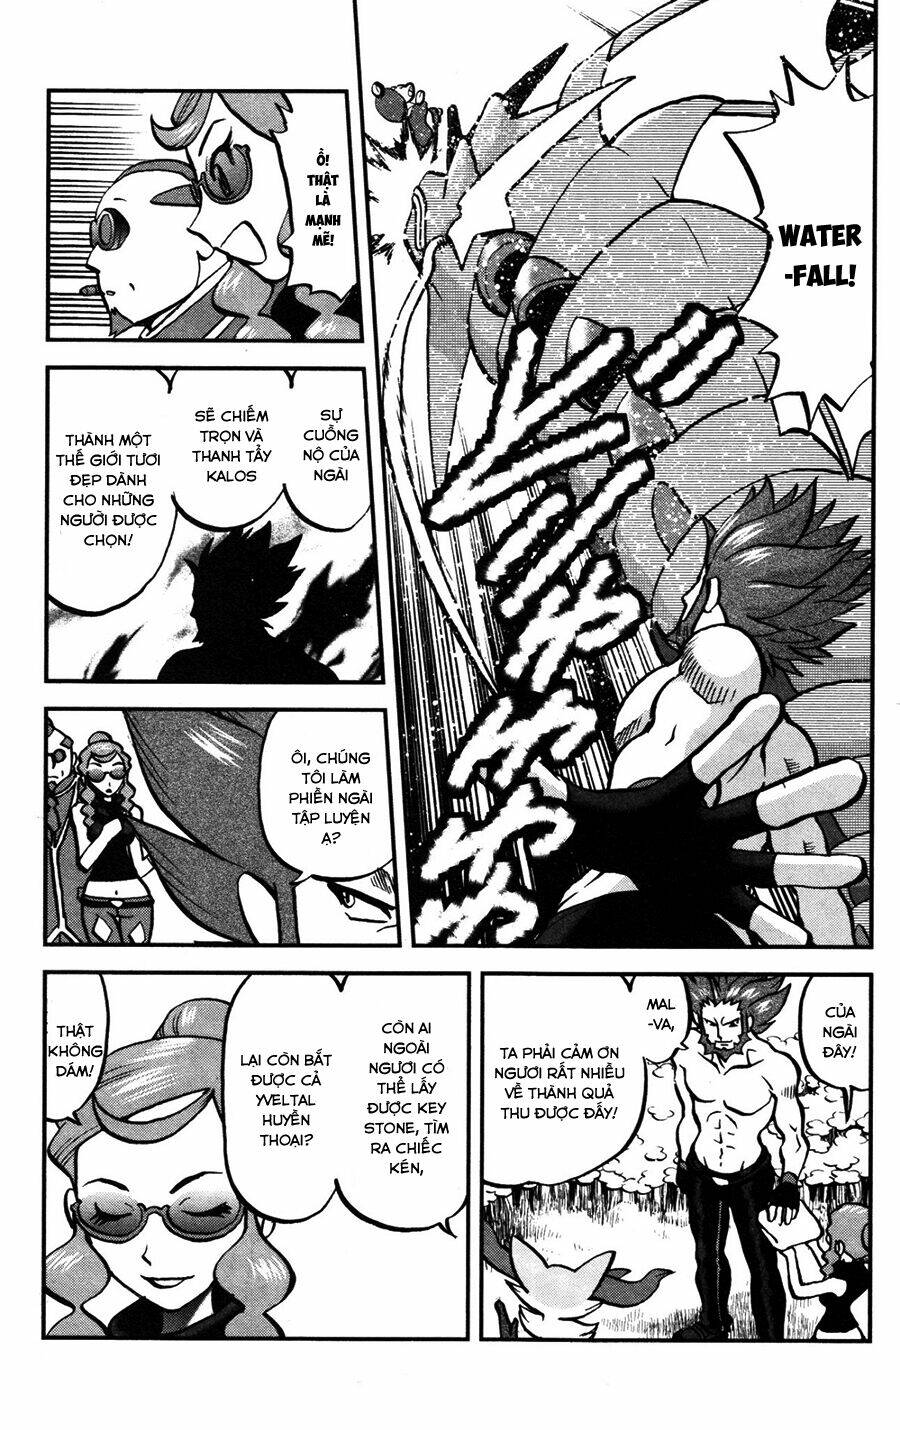 WATER
-FALL!
Ồ!
THẬT
LÀ
MẠNH
MẼ!
SỰ
CUỒNG
NỘ CỦA
NGÀI
SẼ CHIẾM
TRỌN VÀ
THANH TẨY
KALOS
THÀNH MỘT
THẾ GIỚI TƯƠI
ĐẸP DÀNH
CHO NHỮNG
NGƯỜI ĐƯỢC
CHỌN!
ÔI, CHÚNG
TÔI LÀM
PHIỀN NGÀI
TẬP LUYỆN
Ạ?
CỦA
NGÀI
ĐÂY!
MAL
-VA,
TA PHẢI CẢM ƠN
NGƯƠI RẤT NHIỀU
VỀ THÀNH QUẢ
THU ĐƯỢC ĐẤY!
CÒN AI
NGOÀI
NGƯƠI CÓ
THỂ LẤY
ĐƯỢC KEY
STONE, TÌM
RA CHIẾC
KÉN,
LẠI CÒN BẮT
ĐƯỢC CẢ
YVELTAL
HUYỀN
THOẠI?
THẬT
KHÔNG
DÁM!